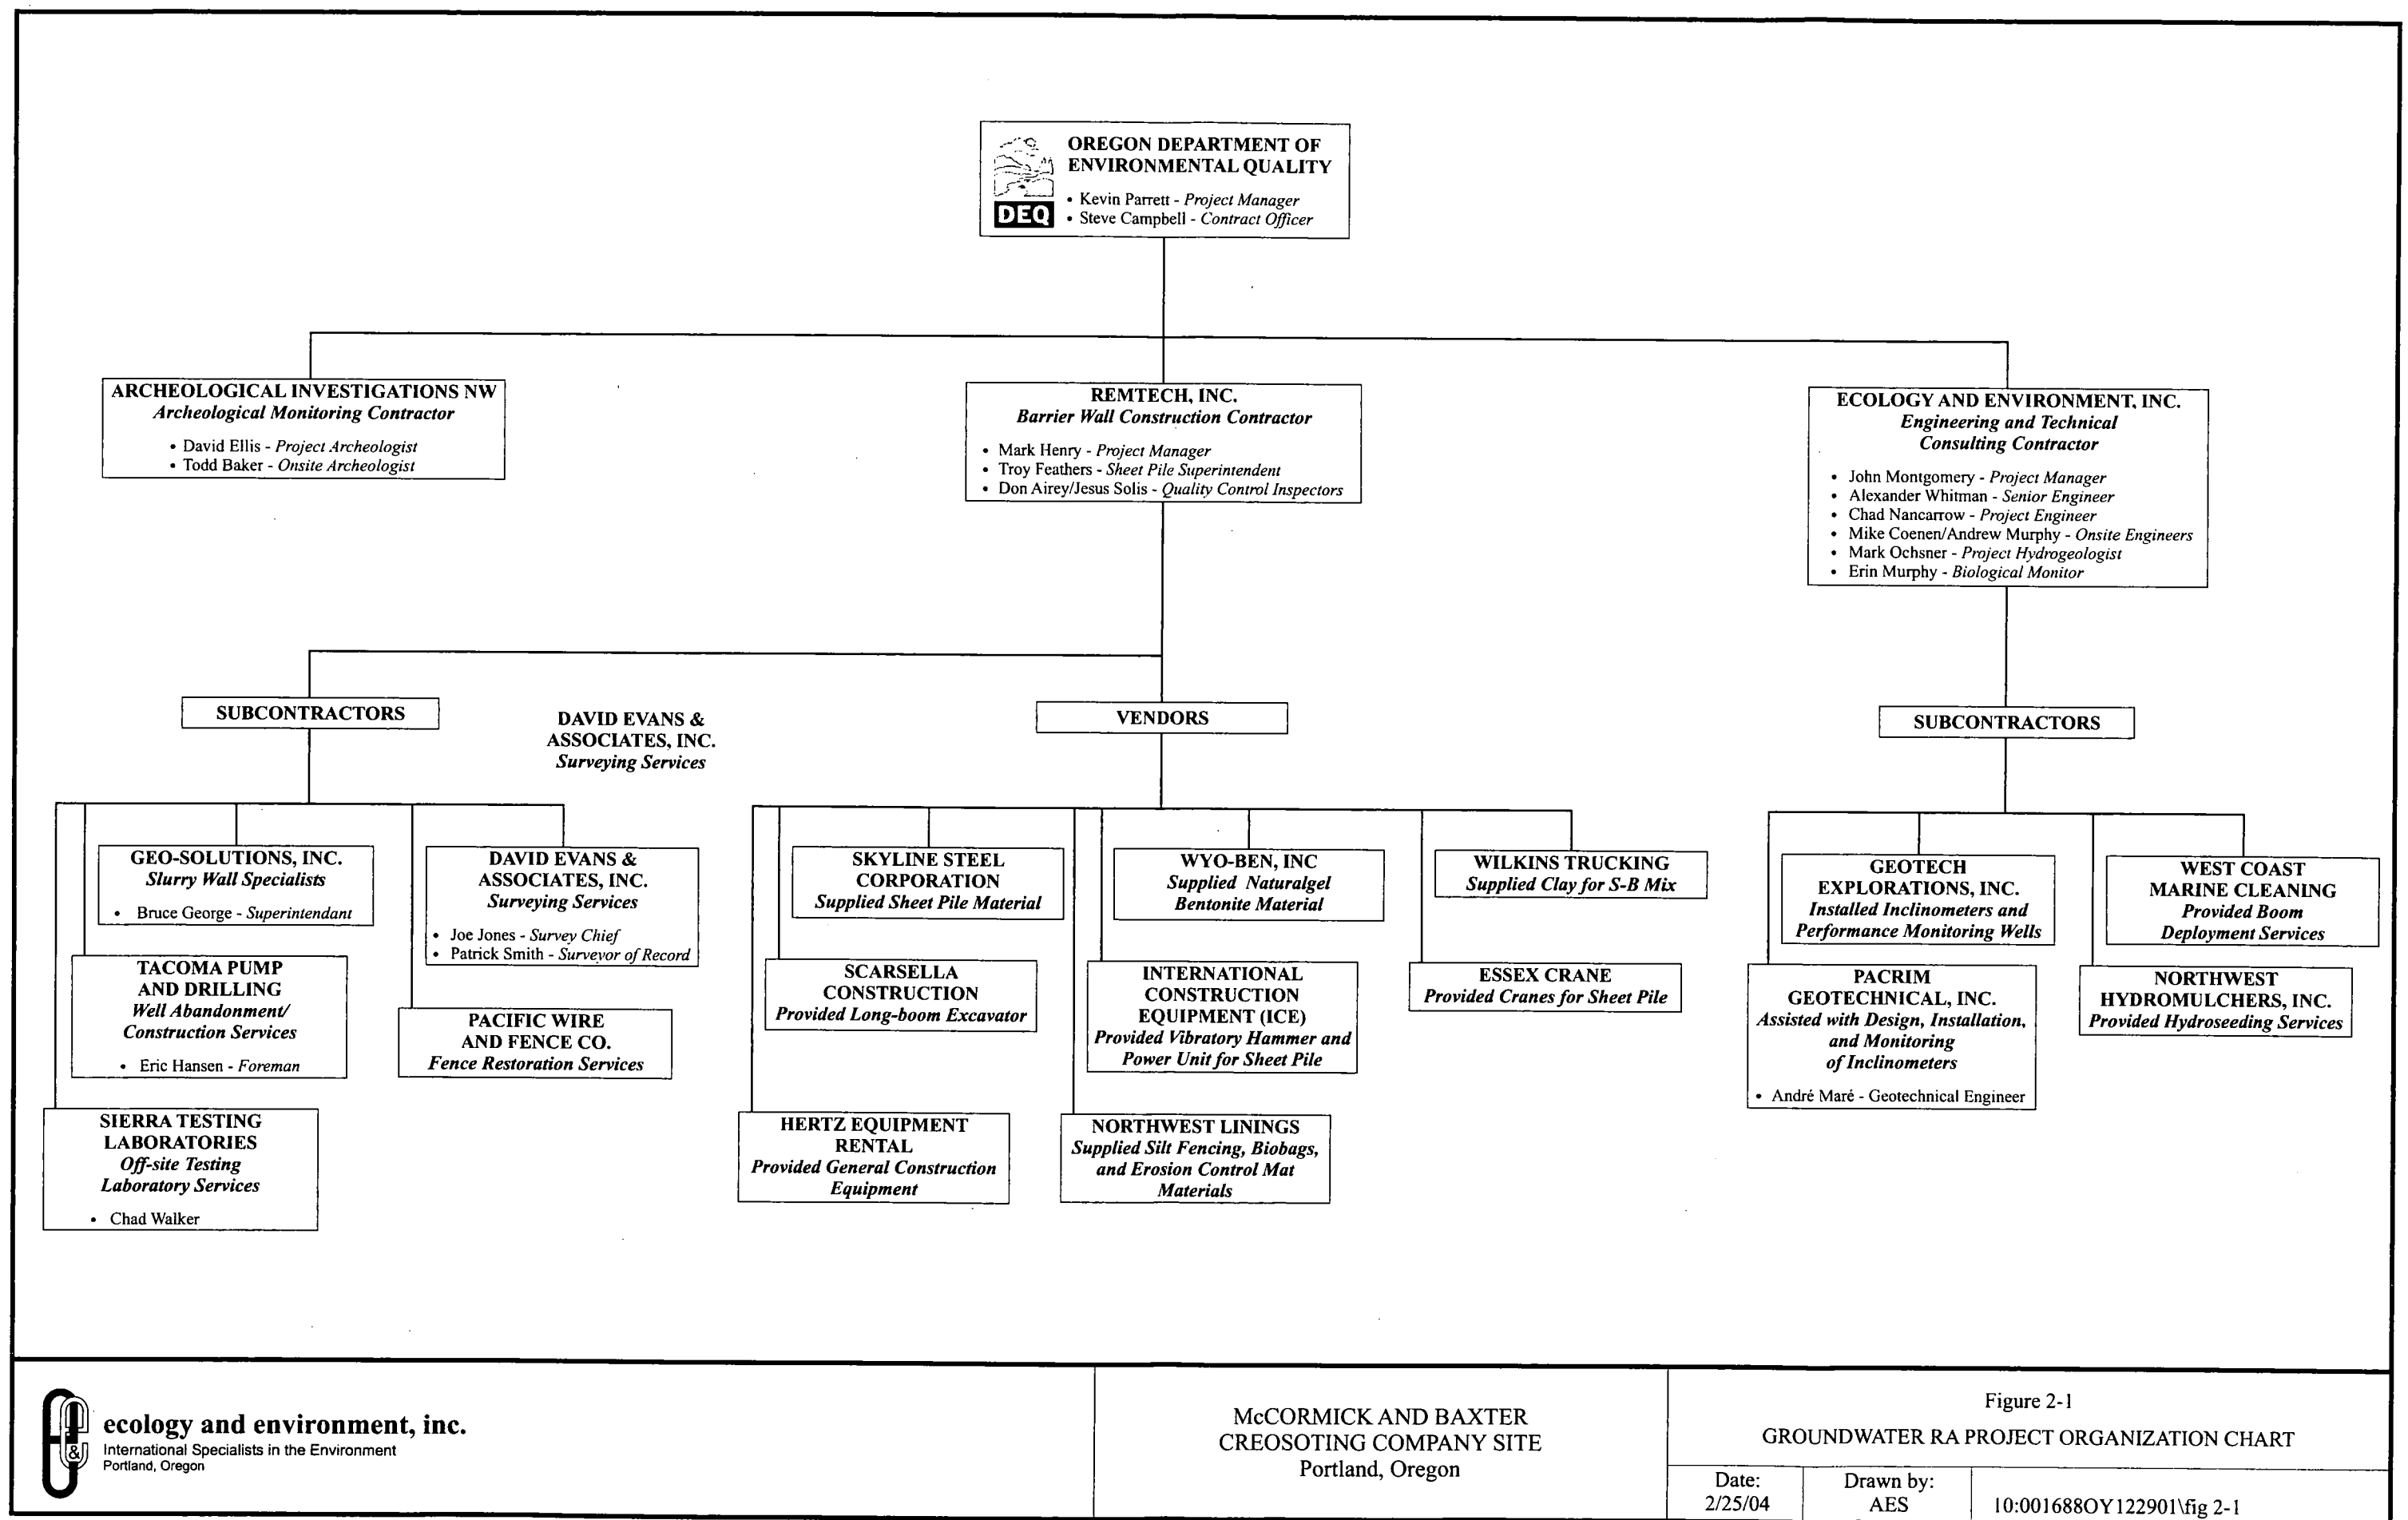 OREGON DEPARTMENT OF
ENVIRONMENTAL QUALITY
• Kevin Parrett - Project Manager
• Steve Campbell - Contract Officer
DEQ
ARCHEOLOGICAL INVESTIGATIONS NW
Archeological Monitoring Contractor
• David Ellis - Project Archeologist
• Todd Baker - Onsite Archeologist
REMTECH, INC.
Barrier Wall Construction Contractor
• Mark Henry - Project Manager
• Troy Feathers - Sheet Pile Superintendent
• Don Airey/Jesus Solis - Quality Control Inspectors
ECOLOGY AND ENVIRONMENT, INC.
Engineering and Technical
Consulting Contractor
• John Montgomery - Project Manager
• Alexander Whitman - Senior Engineer
• Chad Nancarrow - Project Engineer
• Mike Coenen/Andrew Murphy - Onsite Engineers
• Mark Ochsner - Project Hydrogeologist
• Erin Murphy - Biological Monitor
SUBCONTRACTORS
DAVID EVANS &
ASSOCIATES, INC.
Surveying Services
VENDORS
SUBCONTRACTORS
GEO-SOLUTIONS, INC.
Slurry Wall Specialists
• Bruce George - Superintendant
DAVID EVANS &
ASSOCIATES, INC.
Surveying Services
• Joe Jones - Survey Chief
• Patrick Smith - Surveyor of Record
TACOMA PUMP
AND DRILLING
Well Abandonment/
Construction Services
• Eric Hansen - Foreman
PACIFIC WIRE
AND FENCE CO.
Fence Restoration Services
SIERRA TESTING
LABORATORIES
Off-site Testing
Laboratory Services
• Chad Walker
SKYLINE STEEL
CORPORATION
Supplied Sheet Pile Material
WYO-BEN, INC
Supplied Naturalgel
Bentonite Material
WILKINS TRUCKING
Supplied Clay for S-B Mix
SCARSELLA
CONSTRUCTION
Provided Long-boom Excavator
INTERNATIONAL
CONSTRUCTION
EQUIPMENT (ICE)
Provided Vibratory Hammer and
Power Unit for Sheet Pile
ESSEX CRANE
Provided Cranes for Sheet Pile
HERTZ EQUIPMENT
RENTAL
Provided General Construction
Equipment
NORTHWEST LININGS
Supplied Silt Fencing, Biobags,
and Erosion Control Mat
Materials
GEOTECH
EXPLORATIONS, INC.
Installed Inclinometers and
Performance Monitoring Wells
WEST COAST
MARINE CLEANING
Provided Boom
Deployment Services
PACRIM
GEOTECHNICAL, INC.
Assisted with Design, Installation,
and Monitoring
of Inclinometers
• André Maré - Geotechnical Engineer
NORTHWEST
HYDROMULCHERS, INC.
Provided Hydroseeding Services
&
ecology and environment, inc.
International Specialists in the Environment
Portland, Oregon
McCORMICK AND BAXTER
CREOSOTING COMPANY SITE
Portland, Oregon
Figure 2-1
GROUNDWATER RA PROJECT ORGANIZATION CHART
Date:
2/25/04
Drawn by:
AES
10:001688OY122901\fig 2-1